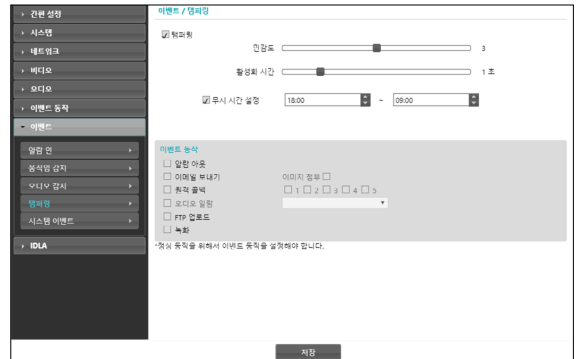 간편 설정
시스템
네트워크
비디오
오디오
이벤트 동작
이벤트
알람 인
움직임 감지
오디오 감지
탬퍼링
시스템 이벤트
IDLA
이벤트 / 탬퍼링
탬퍼링
민감도 3
활성화 시간 1 초
무시 시간 설정 18:00 ~ 09:00
이벤트 동작
알람 아웃
이메일 보내기 이미지 첨부
원격 콜백 1 2 3 4 5
오디오 알람
FTP 업로드
녹화
*정상 동작을 위해서 이벤트 동작을 설정해야 합니다.
저장